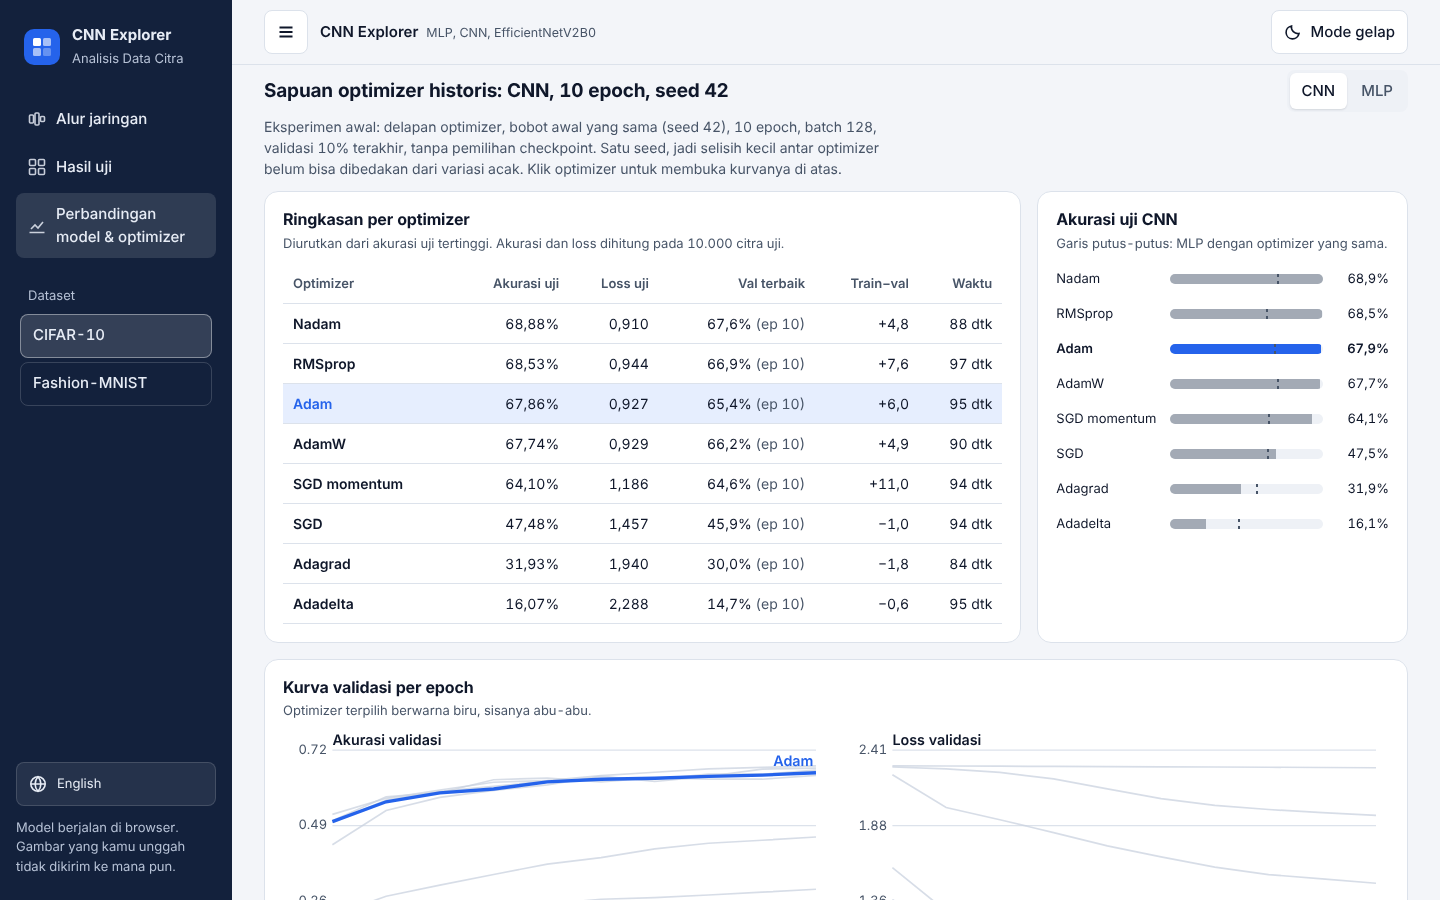 CNN Explorer
Analisis Data Citra
Alur jaringan
Hasil uji
Perbandingan
model & optimizer
Dataset
CIFAR-10
Fashion-MNIST
English
Model berjalan di browser.
Gambar yang kamu unggah
tidak dikirim ke mana pun.
CNN Explorer MLP, CNN, EfficientNetV2B0
Mode gelap
Sapuan optimizer historis: CNN, 10 epoch, seed 42
CNN MLP
Eksperimen awal: delapan optimizer, bobot awal yang sama (seed 42), 10 epoch, batch 128,
validasi 10% terakhir, tanpa pemilihan checkpoint. Satu seed, jadi selisih kecil antar optimizer
belum bisa dibedakan dari variasi acak. Klik optimizer untuk membuka kurvanya di atas.
Ringkasan per optimizer
Diurutkan dari akurasi uji tertinggi. Akurasi dan loss dihitung pada 10.000 citra uji.
Optimizer Akurasi uji Loss uji Val terbaik Train−val Waktu
Nadam 68,88% 0,910 67,6% (ep 10) +4,8 88 dtk
RMSprop 68,53% 0,944 66,9% (ep 10) +7,6 97 dtk
Adam 67,86% 0,927 65,4% (ep 10) +6,0 95 dtk
AdamW 67,74% 0,929 66,2% (ep 10) +4,9 90 dtk
SGD momentum 64,10% 1,186 64,6% (ep 10) +11,0 94 dtk
SGD 47,48% 1,457 45,9% (ep 10) −1,0 94 dtk
Adagrad 31,93% 1,940 30,0% (ep 10) −1,8 84 dtk
Adadelta 16,07% 2,288 14,7% (ep 10) −0,6 95 dtk
Akurasi uji CNN
Garis putus-putus: MLP dengan optimizer yang sama.
Nadam 68,9%
RMSprop 68,5%
Adam 67,9%
AdamW 67,7%
SGD momentum 64,1%
SGD 47,5%
Adagrad 31,9%
Adadelta 16,1%
Kurva validasi per epoch
Optimizer terpilih berwarna biru, sisanya abu-abu.
Akurasi validasi
0.72
Adam
0.49
0.26
Loss validasi
2.41
1.88
1.36